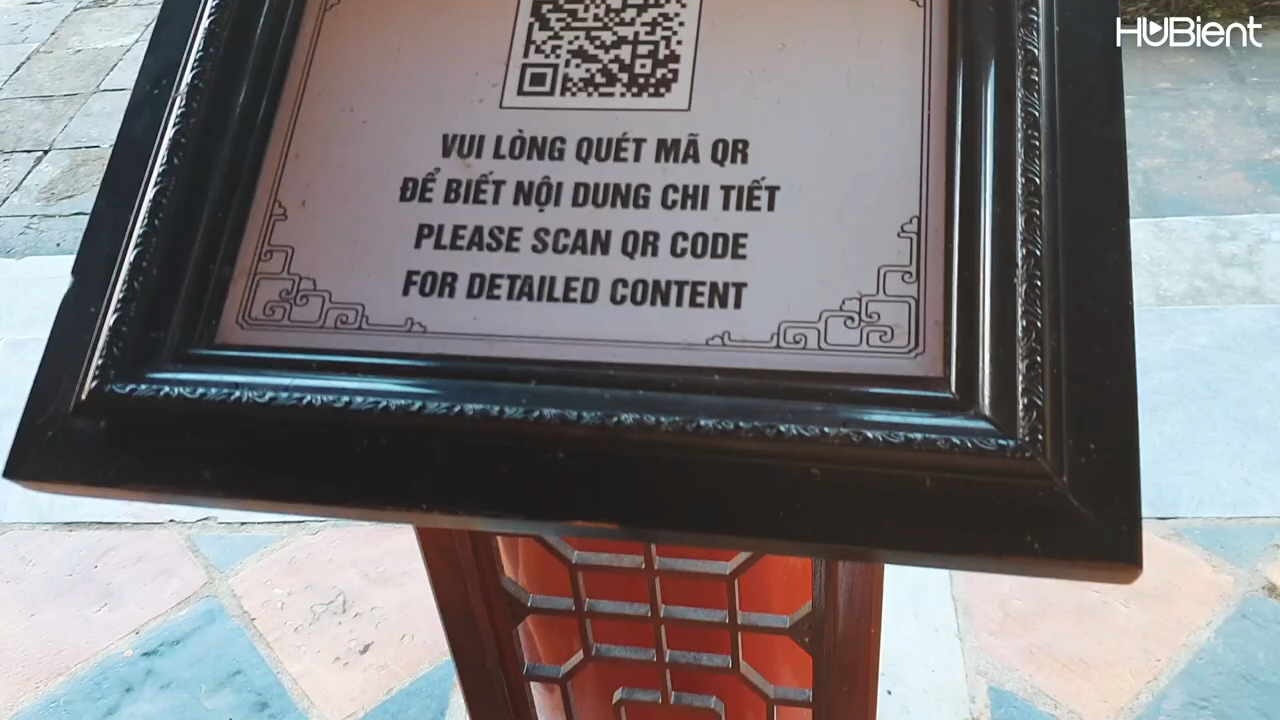 HUBient
VUI LÒNG QUÉT MÃ QR
ĐỂ BIẾT NỘI DUNG CHI TIẾT
PLEASE SCAN QR CODE
FOR DETAILED CONTENT